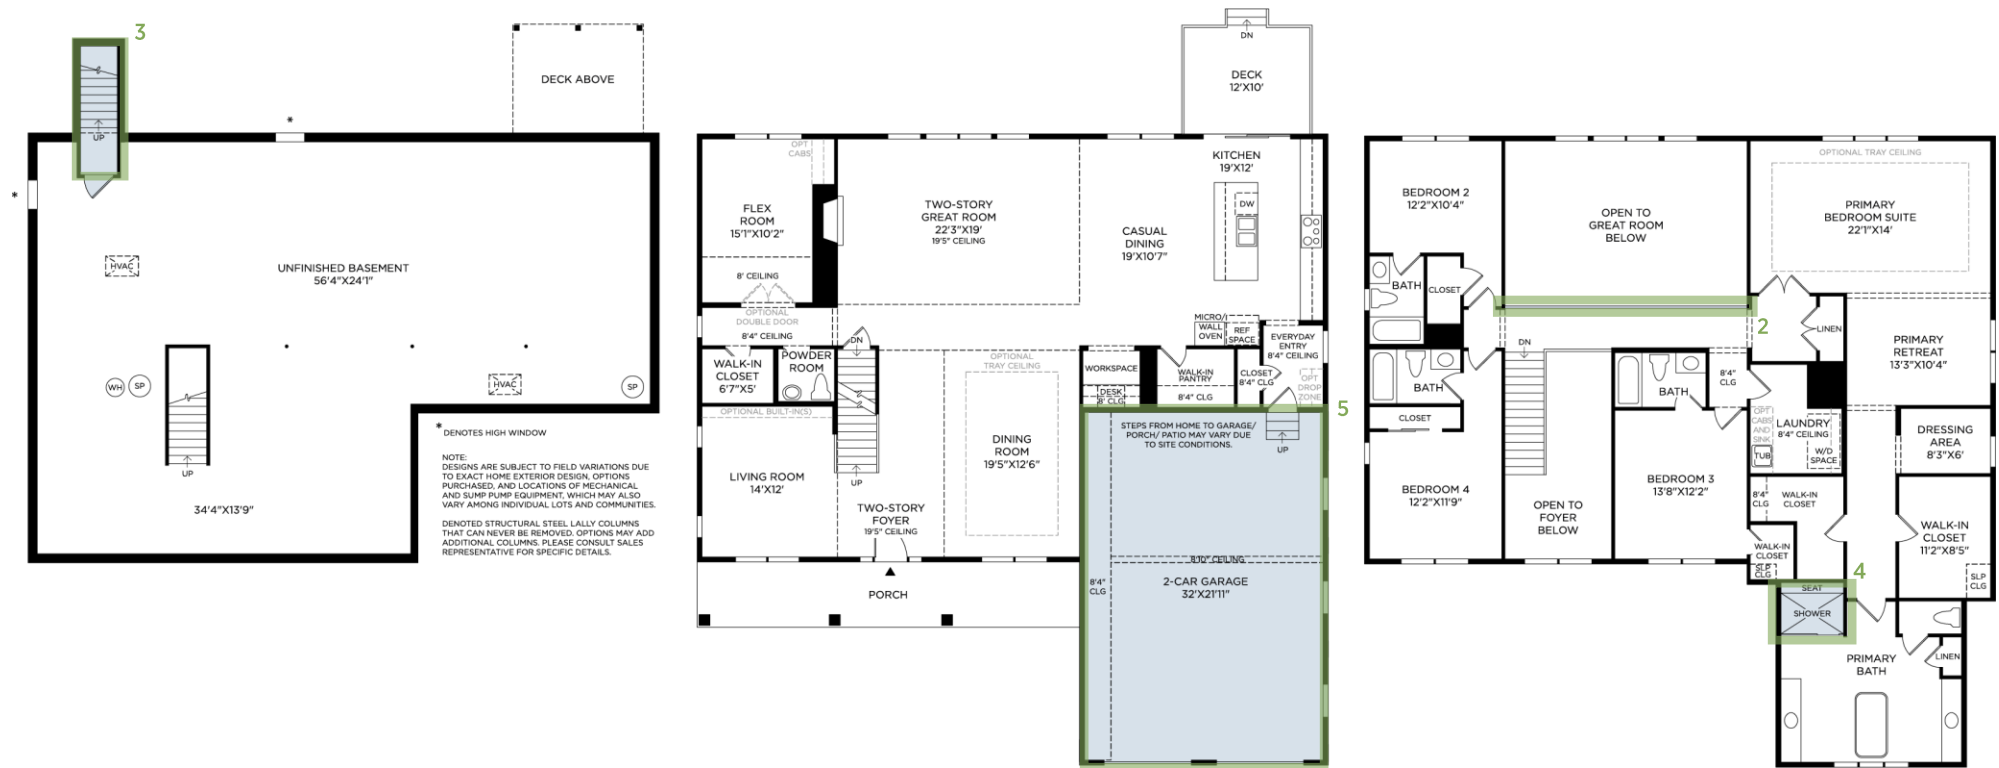 3
UP
DECK ABOVE
*
*
HVAC
UNFINISHED BASEMENT
56'4"X24'1"
WH
SP
HVAC
SP
UP
34'4"X13'9"
* DENOTES HIGH WINDOW
NOTE:
DESIGNS ARE SUBJECT TO FIELD VARIATIONS DUE
TO EXACT HOME EXTERIOR DESIGN, OPTIONS
PURCHASED, AND LOCATIONS OF MECHANICAL
AND SUMP PUMP EQUIPMENT, WHICH MAY ALSO
VARY AMONG INDIVIDUAL LOTS AND COMMUNITIES.
DENOTED STRUCTURAL STEEL LALLY COLUMNS
THAT CAN NEVER BE REMOVED. OPTIONS MAY ADD
ADDITIONAL COLUMNS. PLEASE CONSULT SALES
REPRESENTATIVE FOR SPECIFIC DETAILS.
DN
DECK
12'X10'
OPT
CABS
FLEX
ROOM
15'1"X10'2"
8' CEILING
TWO-STORY
GREAT ROOM
22'3"X19'
19'5" CEILING
CASUAL
DINING
19'X10'7"
KITCHEN
19'X12'
DW
OPTIONAL
DOUBLE DOOR
8'4" CEILING
DN
MICRO/
WALL
OVEN
REF
SPACE
EVERYDAY
ENTRY
8'4" CEILING
WALK-IN
CLOSET
6'7"X5'
POWDER
ROOM
OPTIONAL
TRAY CEILING
WORKSPACE
DESK
8' CLG
WALK-IN
PANTRY
8'4" CLG
CLOSET
8'4" CLG
OPT
DROP
ZONE
OPTIONAL BUILT-IN(S)
LIVING ROOM
14'X12'
UP
DINING
ROOM
19'5"X12'6"
TWO-STORY
FOYER
19'5" CEILING
PORCH
5
STEPS FROM HOME TO GARAGE/
PORCH/ PATIO MAY VARY DUE
TO SITE CONDITIONS.
UP
8'10" CEILING
8'4"
CLG
2-CAR GARAGE
32'X21'11"
BEDROOM 2
12'2"X10'4"
OPEN TO
GREAT ROOM
BELOW
OPTIONAL TRAY CEILING
PRIMARY
BEDROOM SUITE
22'1"X14'
BATH
CLOSET
2
LINEN
PRIMARY
RETREAT
13'3"X10'4"
DN
BATH
BATH
8'4"
CLG
CLOSET
OPT
CABS
AND
SINK
TUB
LAUNDRY
8'4" CEILING
W/D
SPACE
DRESSING
AREA
8'3"X6'
BEDROOM 4
12'2"X11'9"
OPEN TO
FOYER
BELOW
BEDROOM 3
13'8"X12'2"
8'4"
CLG
WALK-IN
CLOSET
WALK-IN
CLOSET
SLP
CLG
WALK-IN
CLOSET
11'2"X8'5"
SLP
CLG
4
SEAT
SHOWER
PRIMARY
BATH
LINEN